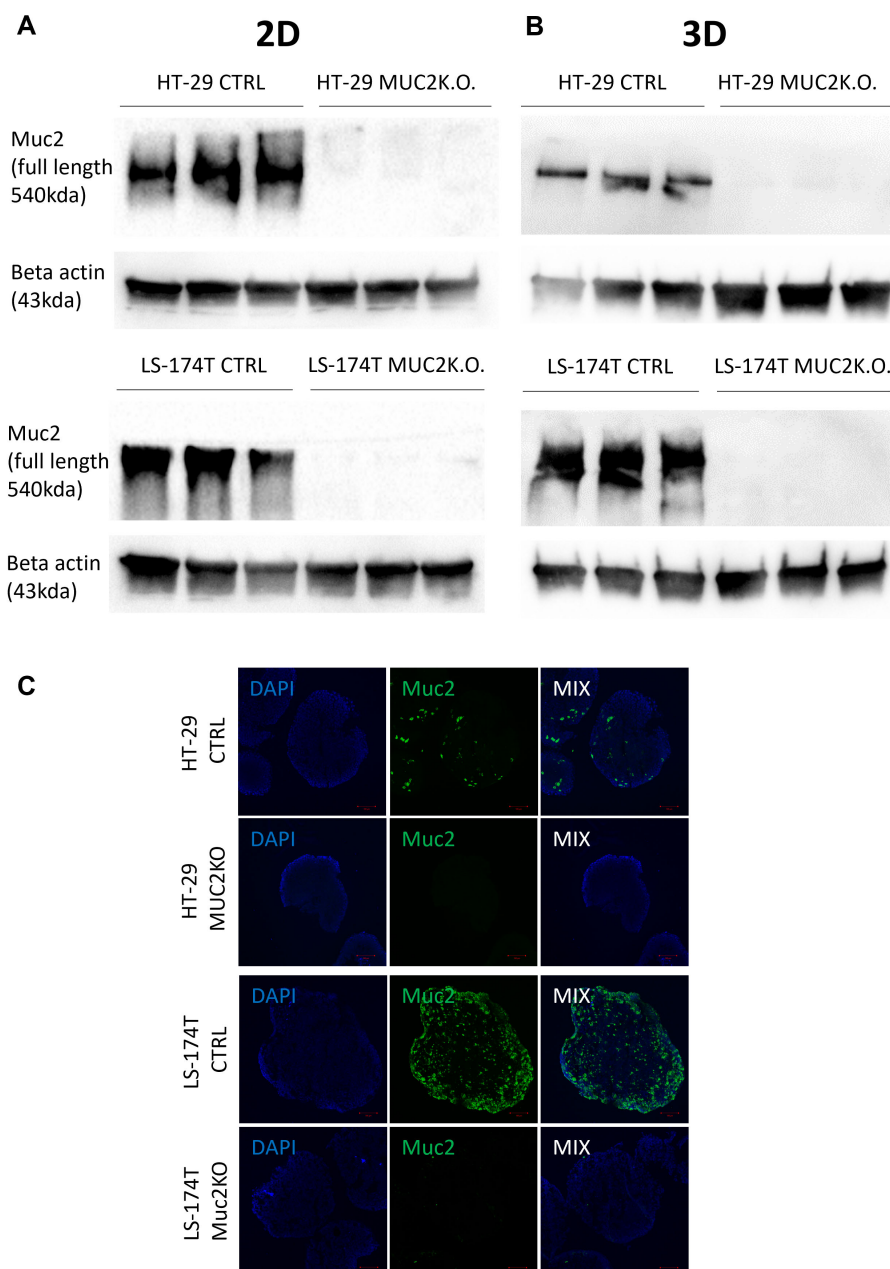 A
2D
HT-29 CTRL
HT-29 MUC2K.O.
Muc2
(full length
540kda)
Beta actin
(43kda)
LS-174T CTRL
LS-174T MUC2K.O.
Muc2
(full length
540kda)
Beta actin
(43kda)
B
3D
HT-29 CTRL
HT-29 MUC2K.O.
LS-174T CTRL
LS-174T MUC2K.O.
C
HT-29
CTRL
DAPI
Muc2
MIX
HT-29
MUC2KO
DAPI
Muc2
MIX
LS-174T
CTRL
DAPI
Muc2
MIX
LS-174T
Muc2KO
DAPI
Muc2
MIX